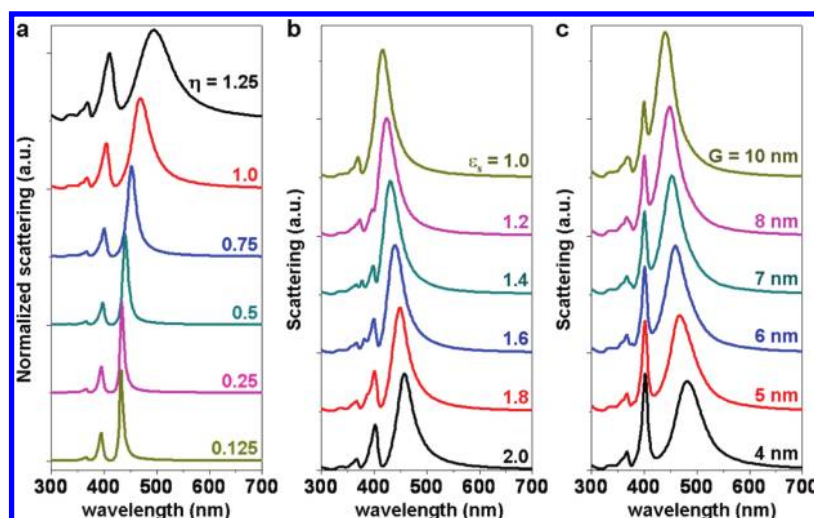 a
Normalized scattering (a.u.)
η = 1.25
1.0
0.75
0.5
0.25
0.125
300 400 500 600 700
wavelength (nm)
b
Scattering (a.u.)
εs = 1.0
1.2
1.4
1.6
1.8
2.0
300 400 500 600 700
wavelength (nm)
c
Scattering (a.u.)
G = 10 nm
8 nm
7 nm
6 nm
5 nm
4 nm
300 400 500 600 700
wavelength (nm)